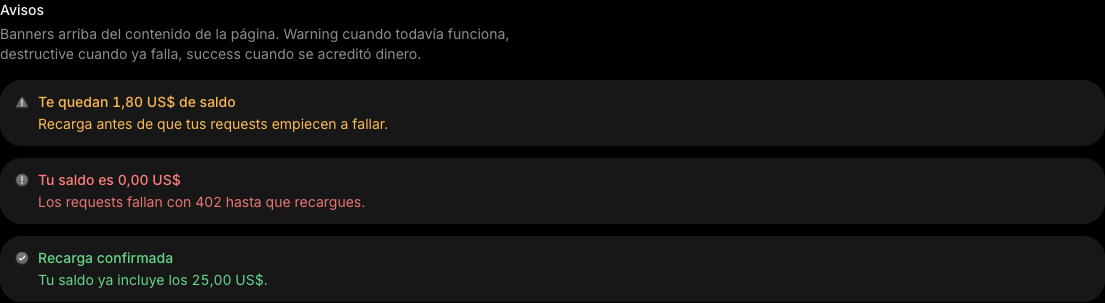 Avisos
Banners arriba del contenido de la página. Warning cuando todavía funciona,
destructive cuando ya falla, success cuando se acreditó dinero.
Te quedan 1,80 US$ de saldo
Recarga antes de que tus requests empiecen a fallar.
Tu saldo es 0,00 US$
Los requests fallan con 402 hasta que recargues.
Recarga confirmada
Tu saldo ya incluye los 25,00 US$.